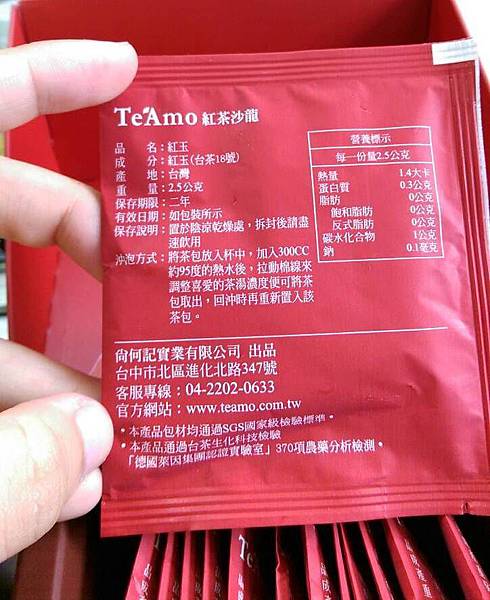 Te'Amo 紅茶沙龍
品　名：紅玉
成　分：紅玉(台茶18號)
產　地：台灣
重　量：2.5公克
保存期限：二年
有效日期：如包裝所示
保存說明：置於陰涼乾燥處，拆封後請盡
速飲用
沖泡方式：將茶包放入杯中，加入300CC
約95度的熱水後，拉動棉線來
調整喜愛的茶湯濃度便可將茶
包取出，回沖時再重新置入該
茶包。
營養標示
每一份量2.5公克
熱量 1.4大卡
蛋白質 0.3公克
脂肪 0公克
飽和脂肪 0公克
反式脂肪 0公克
碳水化合物 1公克
鈉 0.1毫克
尙何記實業有限公司 出品
台中市北區進化北路347號
客服專線：04-2202-0633
官方網站：www.teamo.com.tw
・本產品包材均通過SGS國家級檢驗標準。
・本產品通過台茶生化科技檢驗
「德國萊因集團認證實驗室」370項農藥分析檢測。